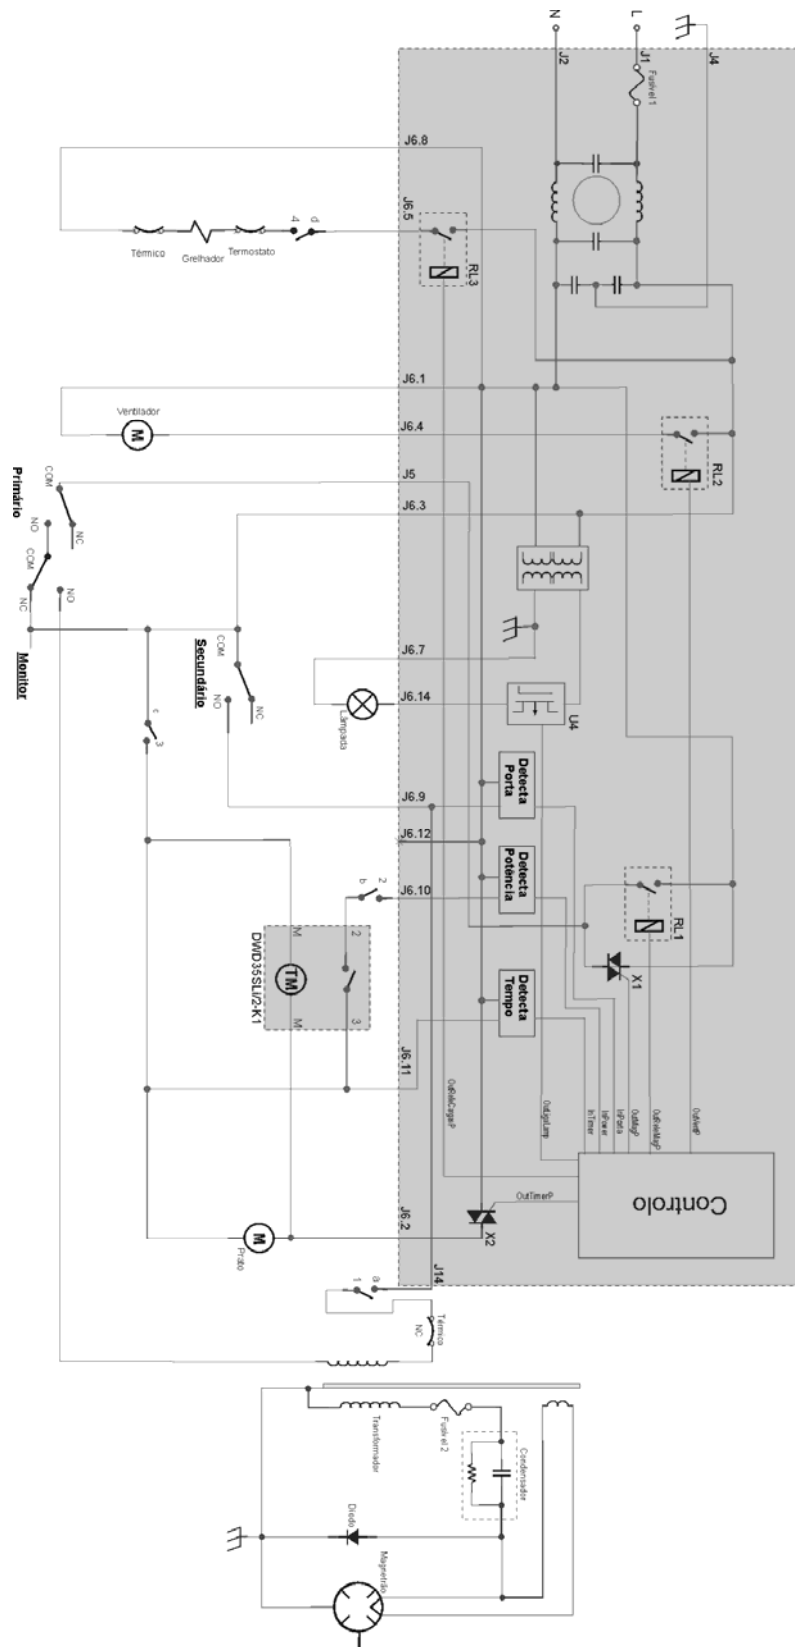 N
L
J2
J1
J4
Fusível 1
J6.8
J6.5
d
4
Térmico
Grelhador
Termostato
RL3
J6.1
Ventilador
M
J6.4
RL2
J5
J6.3
COM
NC
NO
Primário
COM
NO
NC
Monitor
Secundário
COM
NC
NO
J6.7
J6.14
Lâmpada
U4
c
3
Detecta
Porta
J6.9
J6.12
Detecta
Potência
J6.10
2
b
RL1
X1
M
2
TM
M
3
DWD35SLI/2-K1
Detecta
Tempo
J6.11
OutReleCargaP
OutLigaLamp
InTimer
InPower
InPorta
OutMagP
OutReleMagP
OutVentP
Controlo
OutTimerP
X2
J6.2
M
Prato
J14
a
1
Térmico
NC
Transformador
Fusível 2
Condensador
Díodo
Magnetrão